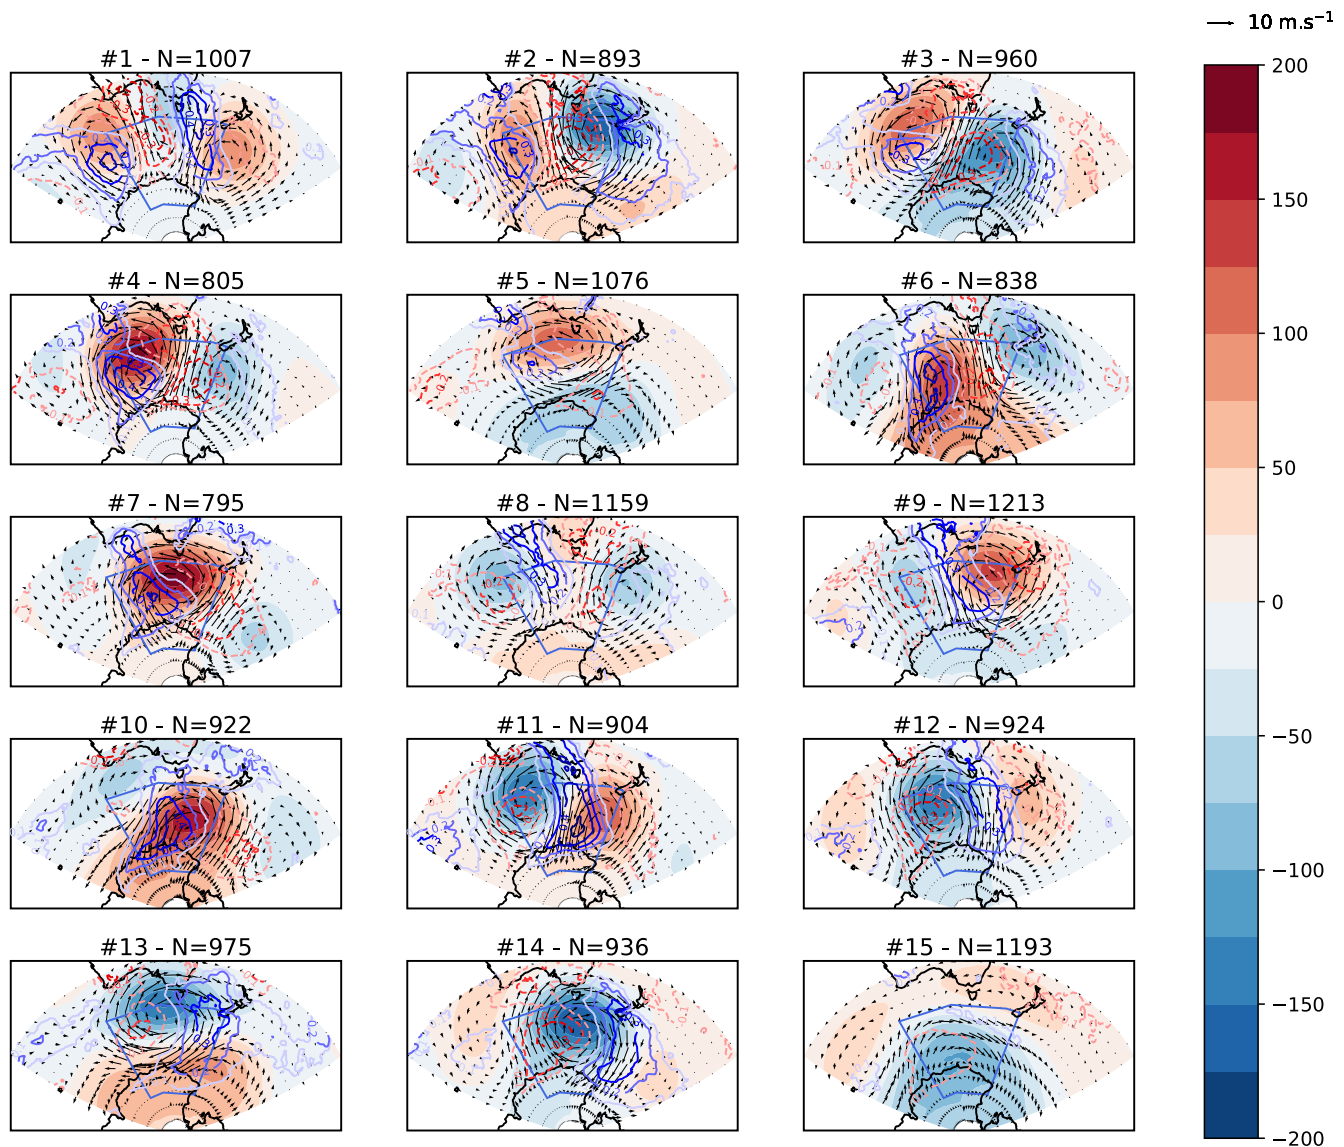 10 m.s⁻¹
#1 - N=1007
#2 - N=893
#3 - N=960
#4 - N=805
#5 - N=1076
#6 - N=838
#7 - N=795
#8 - N=1159
#9 - N=1213
#10 - N=922
#11 - N=904
#12 - N=924
#13 - N=975
#14 - N=936
#15 - N=1193
200
150
100
50
0
−50
−100
−150
−200